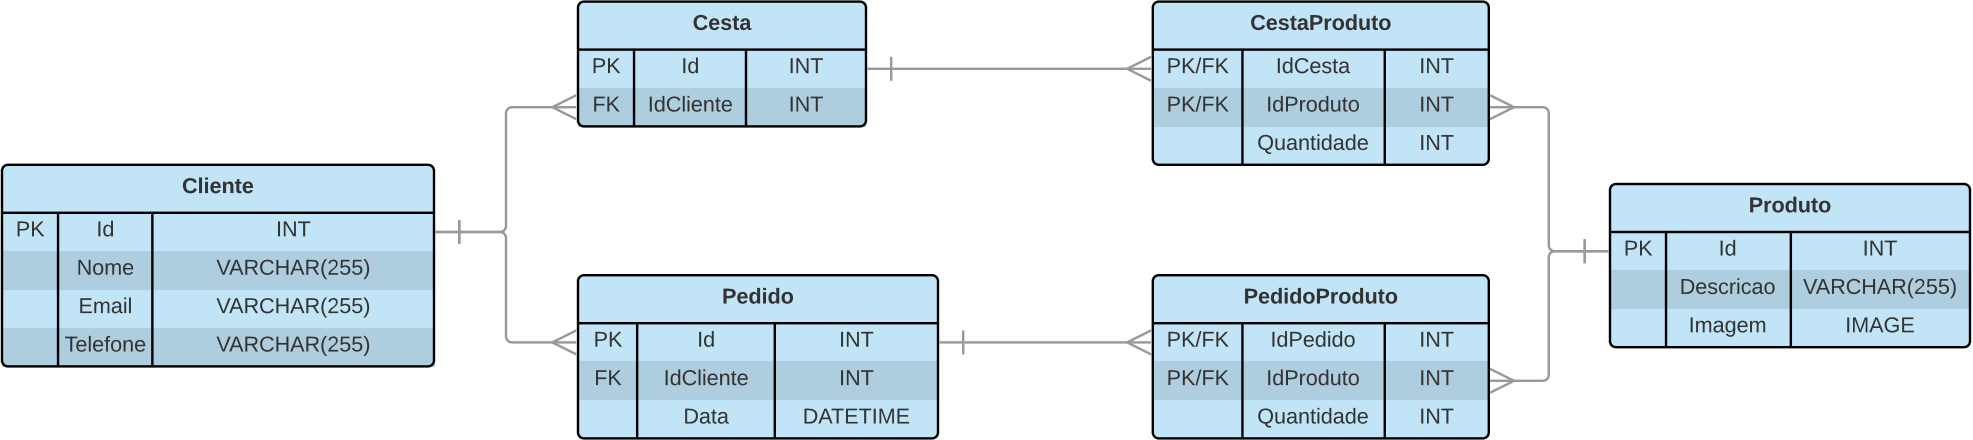 Cesta
PK Id INT
FK IdCliente INT
CestaProduto
PK/FK IdCesta INT
PK/FK IdProduto INT
Quantidade INT
Cliente
PK Id INT
Nome VARCHAR(255)
Email VARCHAR(255)
Telefone VARCHAR(255)
Produto
PK Id INT
Descricao VARCHAR(255)
Imagem IMAGE
Pedido
PK Id INT
FK IdCliente INT
Data DATETIME
PedidoProduto
PK/FK IdPedido INT
PK/FK IdProduto INT
Quantidade INT